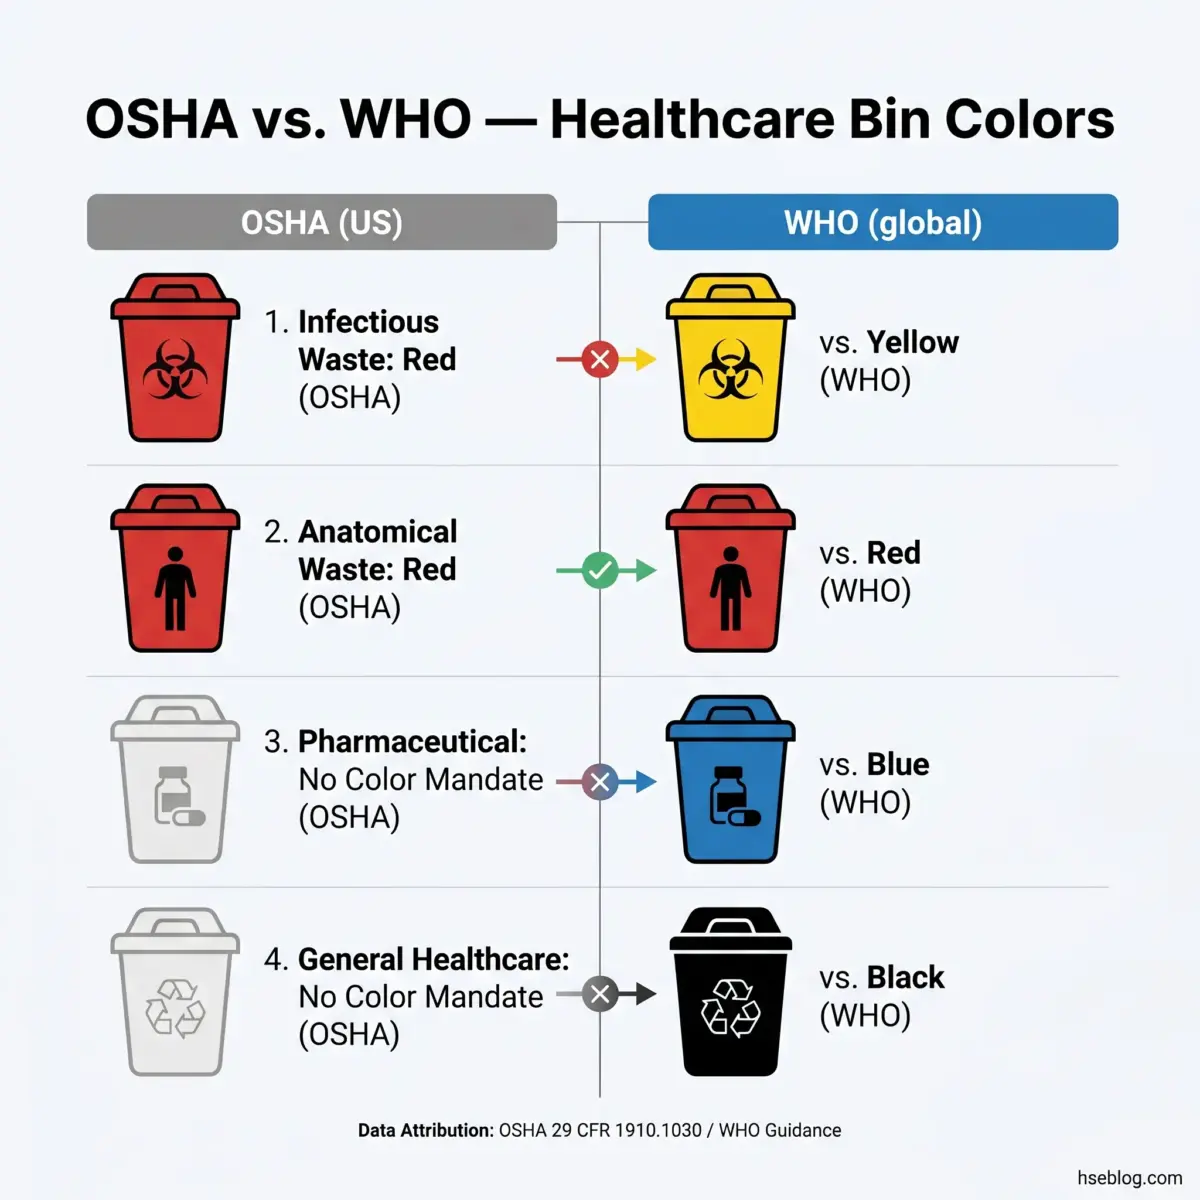 OSHA vs. WHO — Healthcare Bin Colors
OSHA (US)
WHO (global)
1. Infectious
Waste: Red
(OSHA)
vs. Yellow
(WHO)
2. Anatomical
Waste: Red
(OSHA)
vs. Red
(WHO)
3. Pharmaceutical:
No Color Mandate
(OSHA)
vs. Blue
(WHO)
4. General Healthcare:
No Color Mandate
(OSHA)
vs. Black
(WHO)
Data Attribution: OSHA 29 CFR 1910.1030 / WHO Guidance
hseblog.com